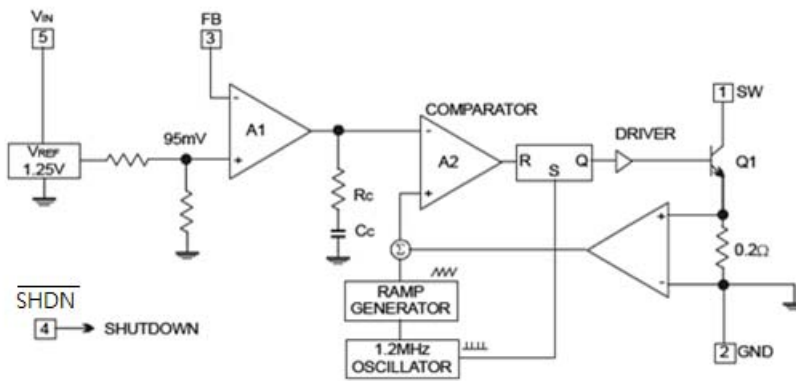 VIN
5
FB
3
VREF
1.25V
95mV
-
A1
+
RC
CC
COMPARATOR
-
A2
+
R
Q
S
DRIVER
1 SW
Q1
+
-
0.2Ω
Σ
RAMP
GENERATOR
1.2MHz
OSCILLATOR
2 GND
SHDN
4 SHUTDOWN